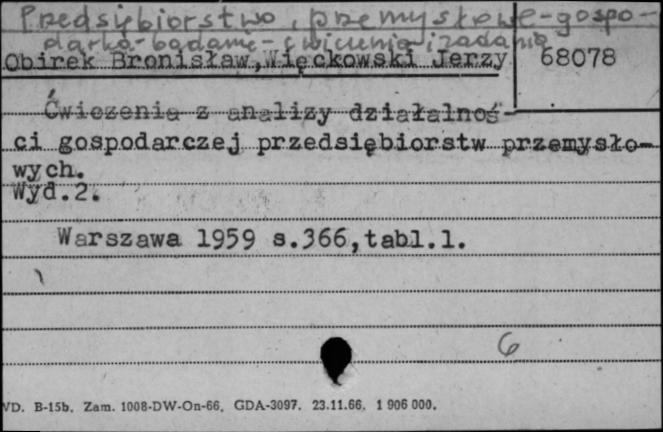 Przedsiębiorstwo, przemysłowe-gospo-
darka-badanie-ćwiczenia i zadania
Obirek Bronisław, Więckowski Jerzy
68078
Ćwiczenia z analizy działalnoś-
ci gospodarczej przedsiębiorstw przemysło-
wych.
Wyd.2.
Warszawa 1959 s.366,tabl.1.
6
WD. B-15b. Zam. 1008-DW-On-66. GDA-3097. 23.11.66. 1 906 000.